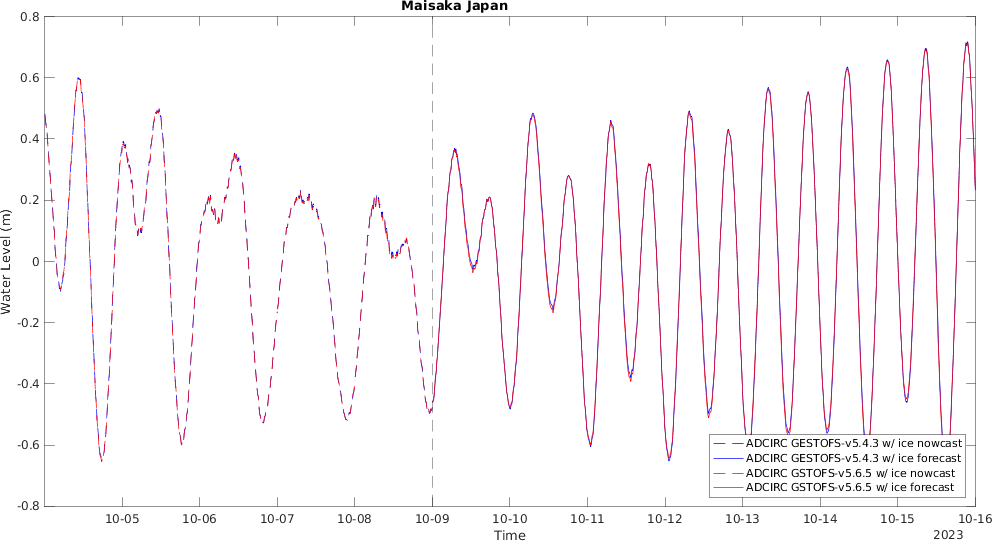 Maisaka Japan
Water Level (m)
0.8
0.6
0.4
0.2
0
-0.2
-0.4
-0.6
-0.8
ADCIRC GESTOFS-v5.4.3 w/ ice nowcast
ADCIRC GESTOFS-v5.4.3 w/ ice forecast
ADCIRC GSTOFS-v5.6.5 w/ ice nowcast
ADCIRC GSTOFS-v5.6.5 w/ ice forecast
10-05 10-06 10-07 10-08 10-09 10-10 10-11 10-12 10-13 10-14 10-15 10-16
Time
2023